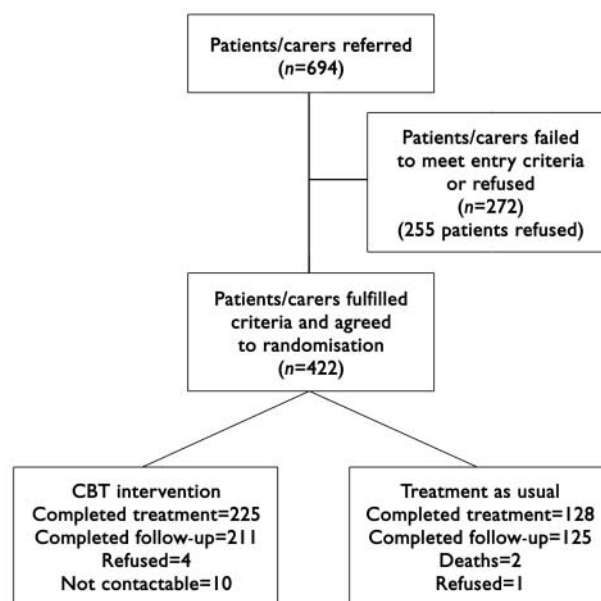 Patients/carers referred
(n=694)
Patients/carers failed
to meet entry criteria
or refused
(n=272)
(255 patients refused)
Patients/carers fulfilled
criteria and agreed
to randomisation
(n=422)
CBT intervention
Completed treatment=225
Completed follow-up=211
Refused=4
Not contactable=10
Treatment as usual
Completed treatment=128
Completed follow-up=125
Deaths=2
Refused=1